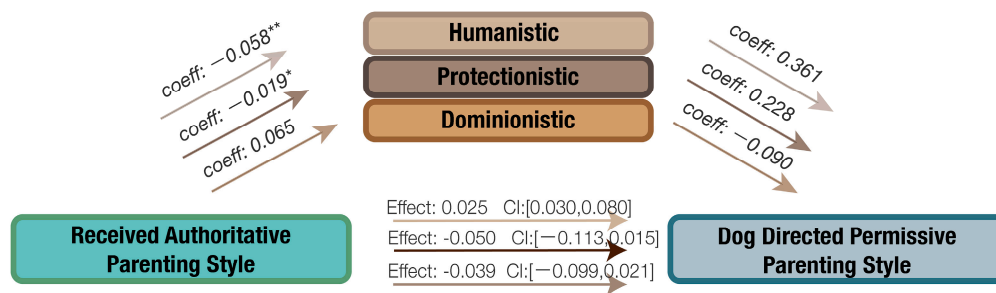 Humanistic
Protectionistic
Dominionistic
coeff: −0.058**
coeff: −0.019*
coeff: 0.065
coeff: 0.361
coeff: 0.228
coeff: −0.090
Effect: 0.025 CI:[0.030,0.080]
Effect: -0.050 CI:[−0.113,0.015]
Effect: -0.039 CI:[−0.099,0.021]
Received Authoritative
Parenting Style
Dog Directed Permissive
Parenting Style